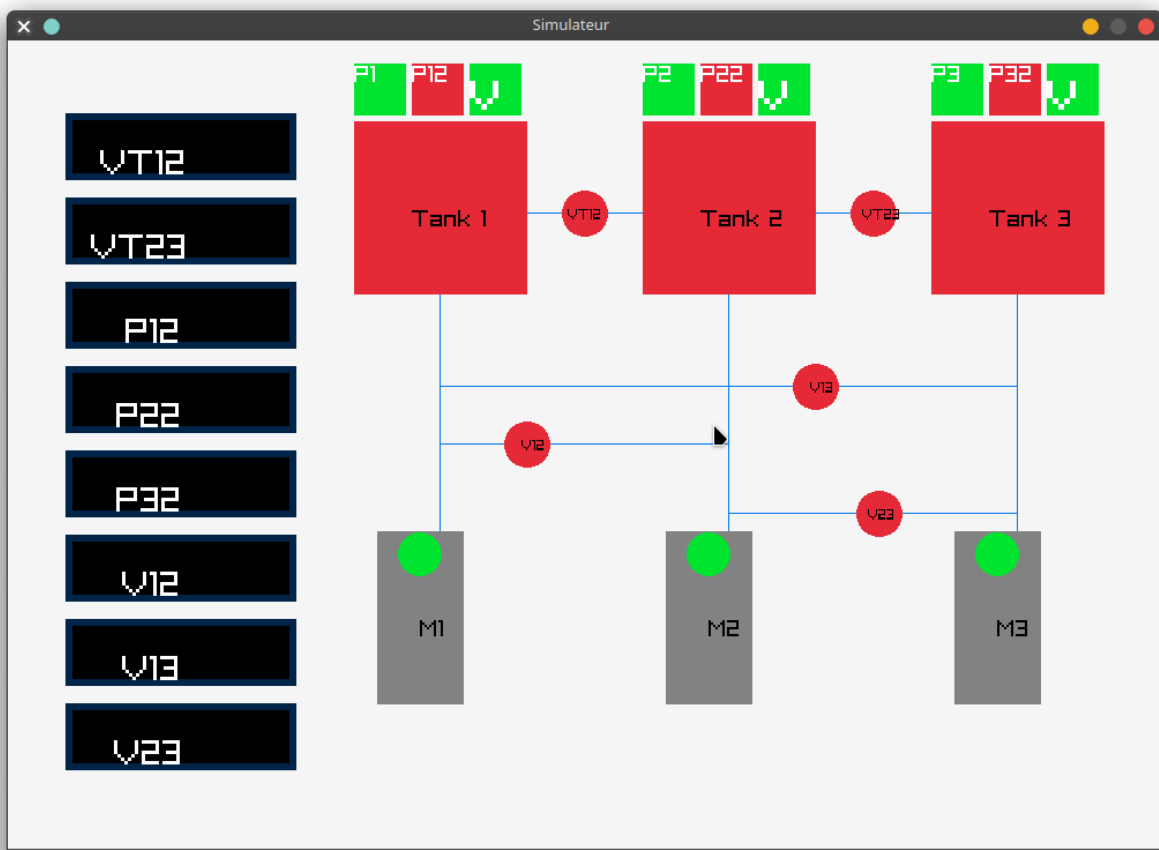 Simulateur
P1 P12 V P2 P22 V P3 P32 V
VT12
VT23
P12
P22
P32
V12
V13
V23
Tank 1 VT12 Tank 2 VT23 Tank 3
V13
V12
V23
M1 M2 M3